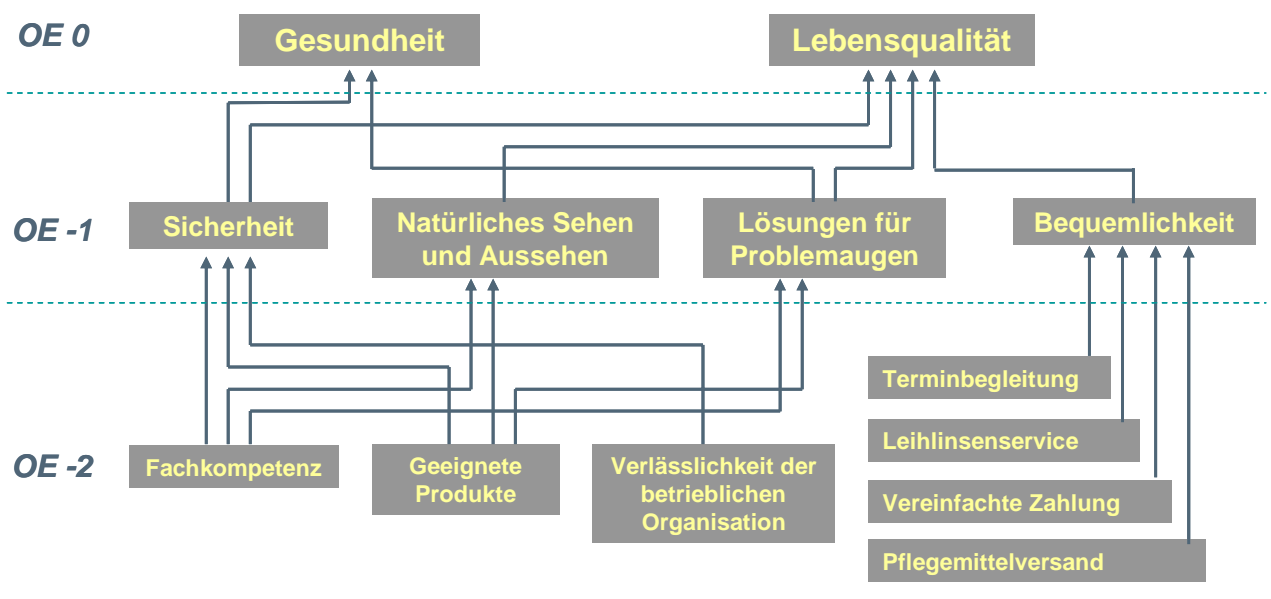 OE 0
Gesundheit
Lebensqualität
OE -1
Sicherheit
Natürliches Sehen
und Aussehen
Lösungen für
Problemaugen
Bequemlichkeit
OE -2
Fachkompetenz
Geeignete
Produkte
Verlässlichkeit der
betrieblichen
Organisation
Terminbegleitung
Leihlinsenservice
Vereinfachte Zahlung
Pflegemittelversand